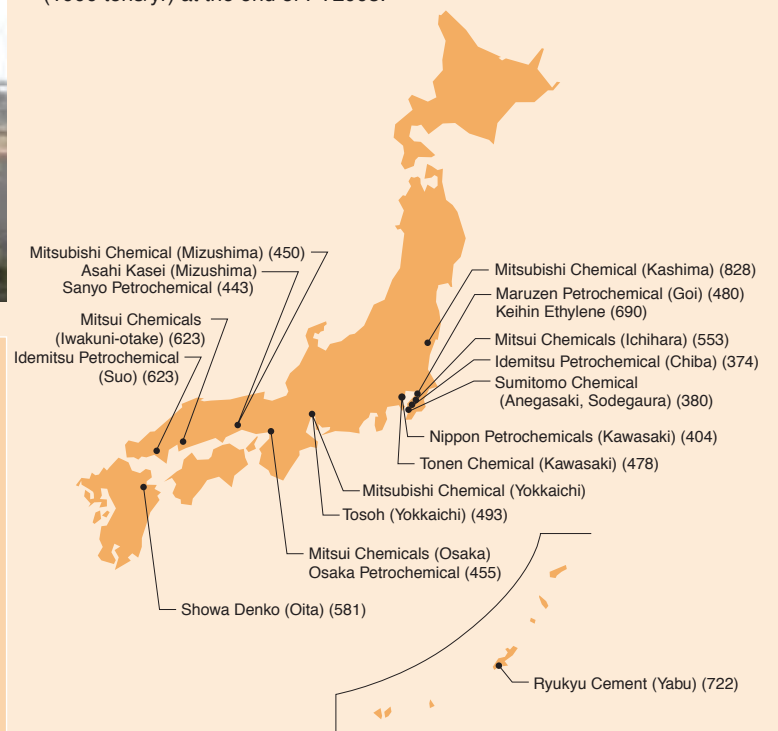 Mitsubishi Chemical (Mizushima) (450)
Asahi Kasei (Mizushima)
Sanyo Petrochemical (443)
Mitsui Chemicals
(Iwakuni-otake) (623)
Idemitsu Petrochemical
(Suo) (623)
Mitsubishi Chemical (Kashima) (828)
Maruzen Petrochemical (Goi) (480)
Keihin Ethylene (690)
Mitsui Chemicals (Ichihara) (553)
Idemitsu Petrochemical (Chiba) (374)
Sumitomo Chemical
(Anegasaki, Sodegaura) (380)
Nippon Petrochemicals (Kawasaki) (404)
Tonen Chemical (Kawasaki) (478)
Mitsubishi Chemical (Yokkaichi)
Tosoh (Yokkaichi) (493)
Mitsui Chemicals (Osaka)
Osaka Petrochemical (455)
Showa Denko (Oita) (581)
Ryukyu Cement (Yabu) (722)